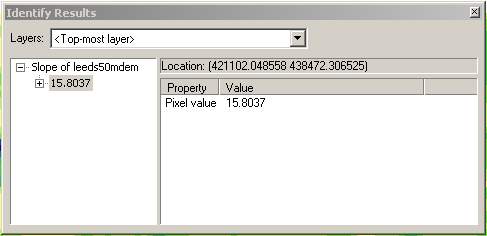 Identify Results
Layers: <Top-most layer>
Slope of leeds50mdem
15.8037
Location: (421102.048558 438472.306525)
Property Value
Pixel value 15.8037